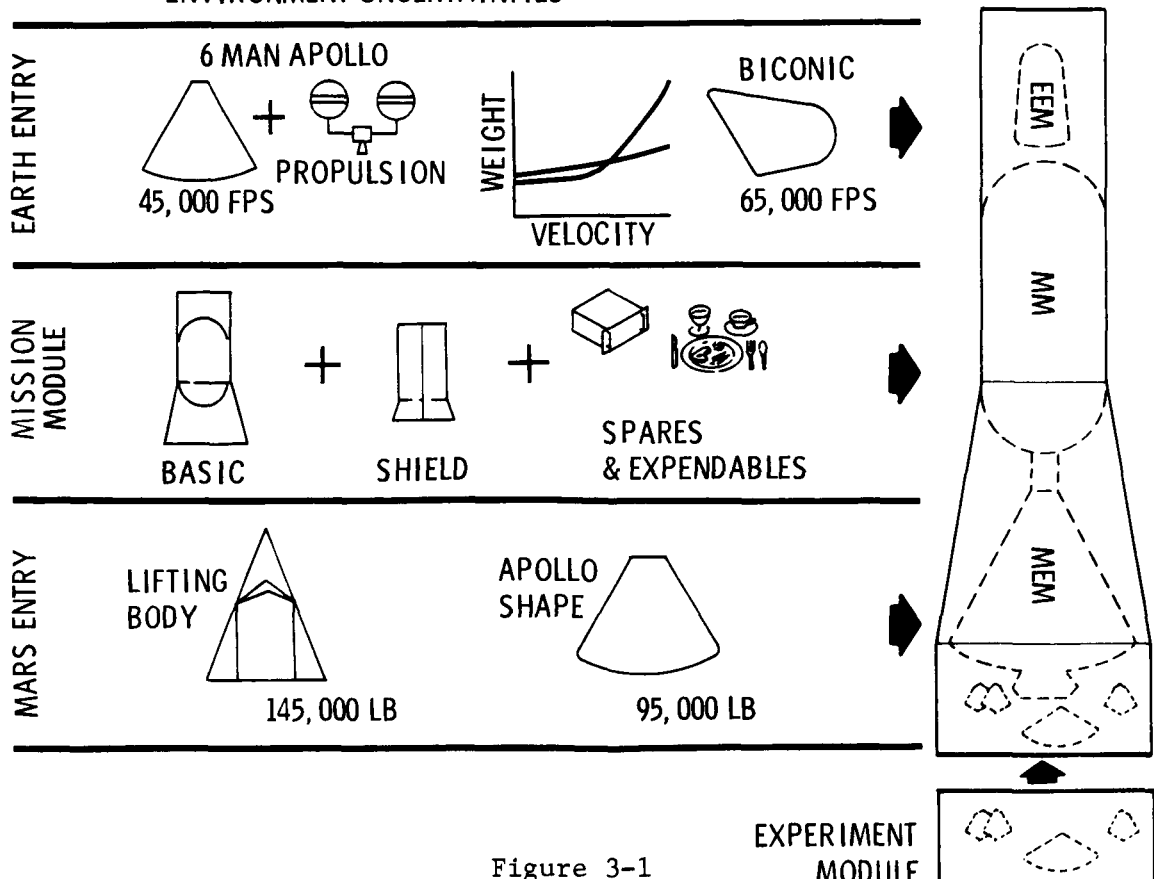 EARTH ENTRY
6 MAN APOLLO
45,000 FPS
PROPULSION
WEIGHT
VELOCITY
BICONIC
65,000 FPS
EEM
MISSION
MODULE
BASIC
SHIELD
SPARES
& EXPENDABLES
MM
MARS ENTRY
LIFTING
BODY
145,000 LB
APOLLO
SHAPE
95,000 LB
MEM
EXPERIMENT
MODULE
Figure 3-1